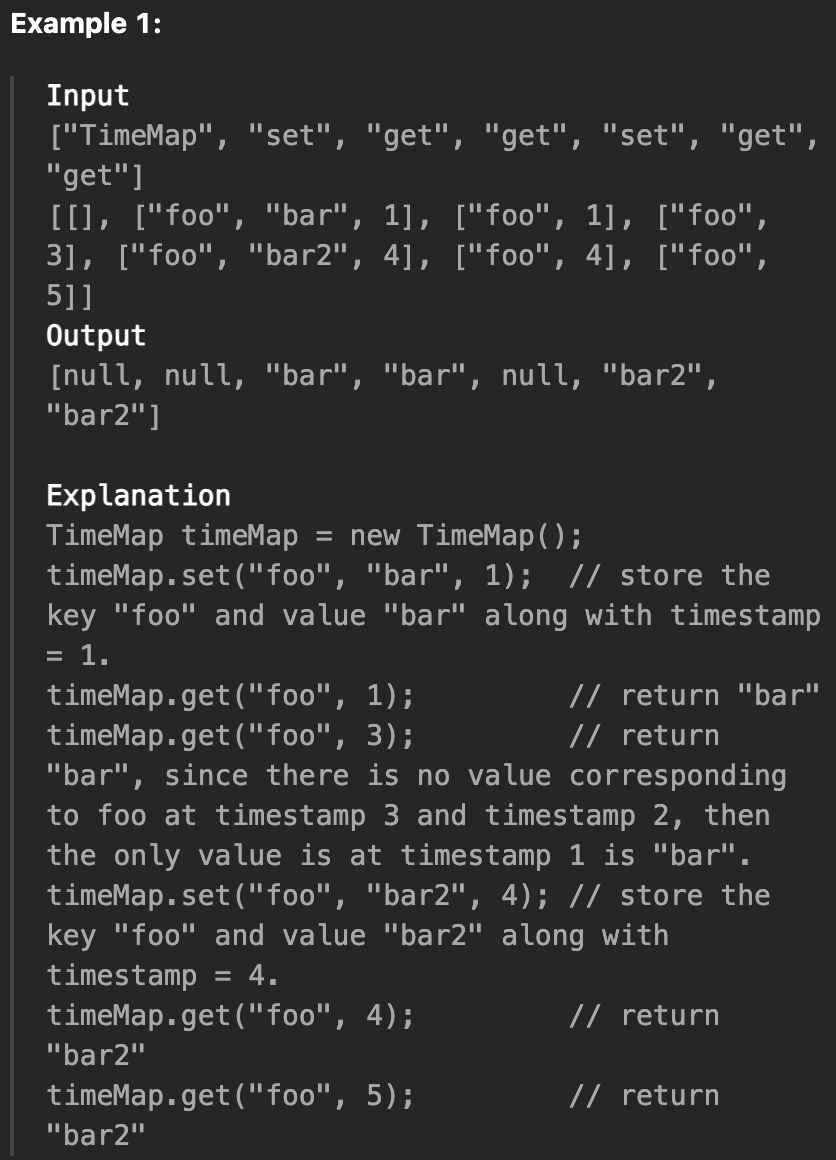 Example 1:
Input
["TimeMap", "set", "get", "get", "set", "get",
"get"]
[[], ["foo", "bar", 1], ["foo", 1], ["foo",
3], ["foo", "bar2", 4], ["foo", 4], ["foo",
5]]
Output
[null, null, "bar", "bar", null, "bar2",
"bar2"]
Explanation
TimeMap timeMap = new TimeMap();
timeMap.set("foo", "bar", 1);  // store the
key "foo" and value "bar" along with timestamp
= 1.
timeMap.get("foo", 1);         // return "bar"
timeMap.get("foo", 3);         // return
"bar", since there is no value corresponding
to foo at timestamp 3 and timestamp 2, then
the only value is at timestamp 1 is "bar".
timeMap.set("foo", "bar2", 4); // store the
key "foo" and value "bar2" along with
timestamp = 4.
timeMap.get("foo", 4);         // return
"bar2"
timeMap.get("foo", 5);         // return
"bar2"